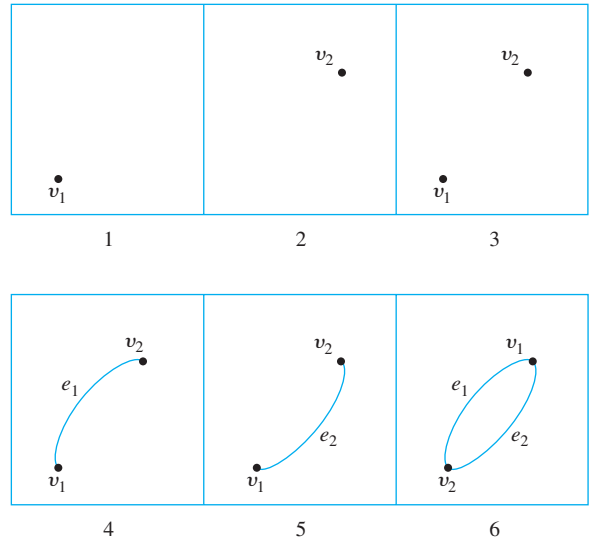 v₂ v₂
v₁ v₁
1 2 3
v₂ v₂ v₁
e₁ e₁
e₂ e₂
v₁ v₁ v₂
4 5 6